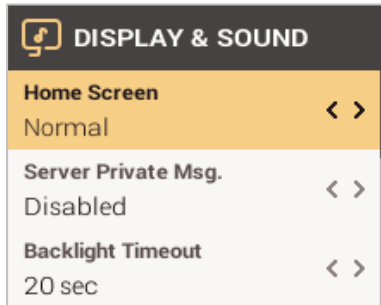 DISPLAY & SOUND
Home Screen
Normal
Server Private Msg.
Disabled
Backlight Timeout
20 sec